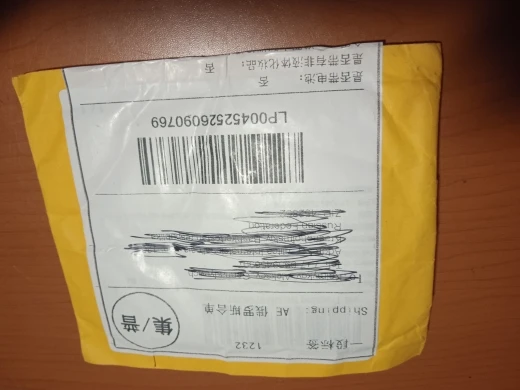 一段标签 1232
Shipping: AE 俄罗斯合单
集/普
LP00452526090769
是否带电池: 否
是否带有非液体化妆品: 否